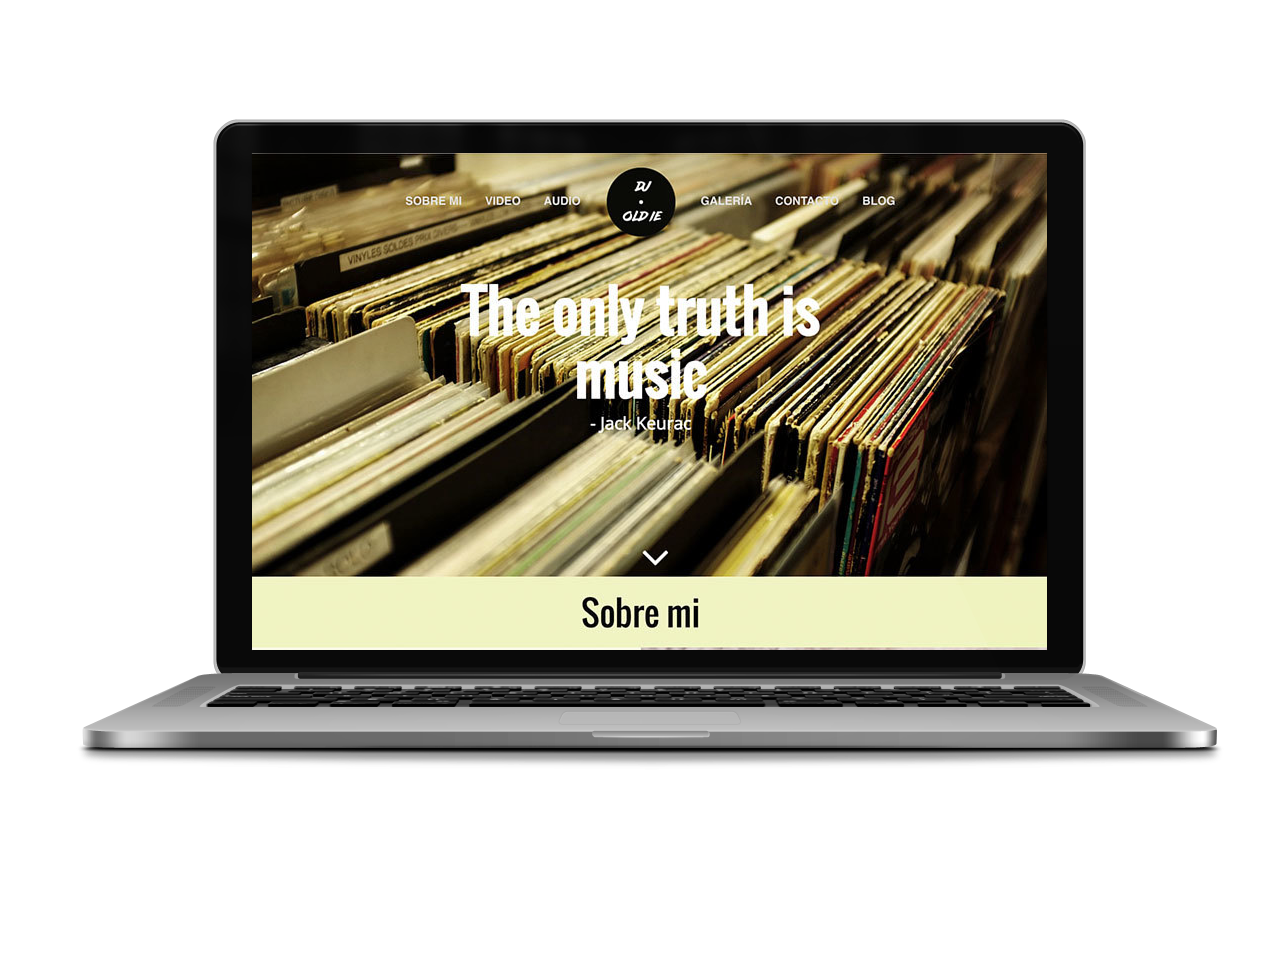 SOBRE MI VIDEO AUDIO
DJ
•
OLDIE
GALERÍA CONTACTO BLOG
VINYLES SOLDES PRIX DIVERS
The only truth is
music
- Jack Keurac
Sobre mi